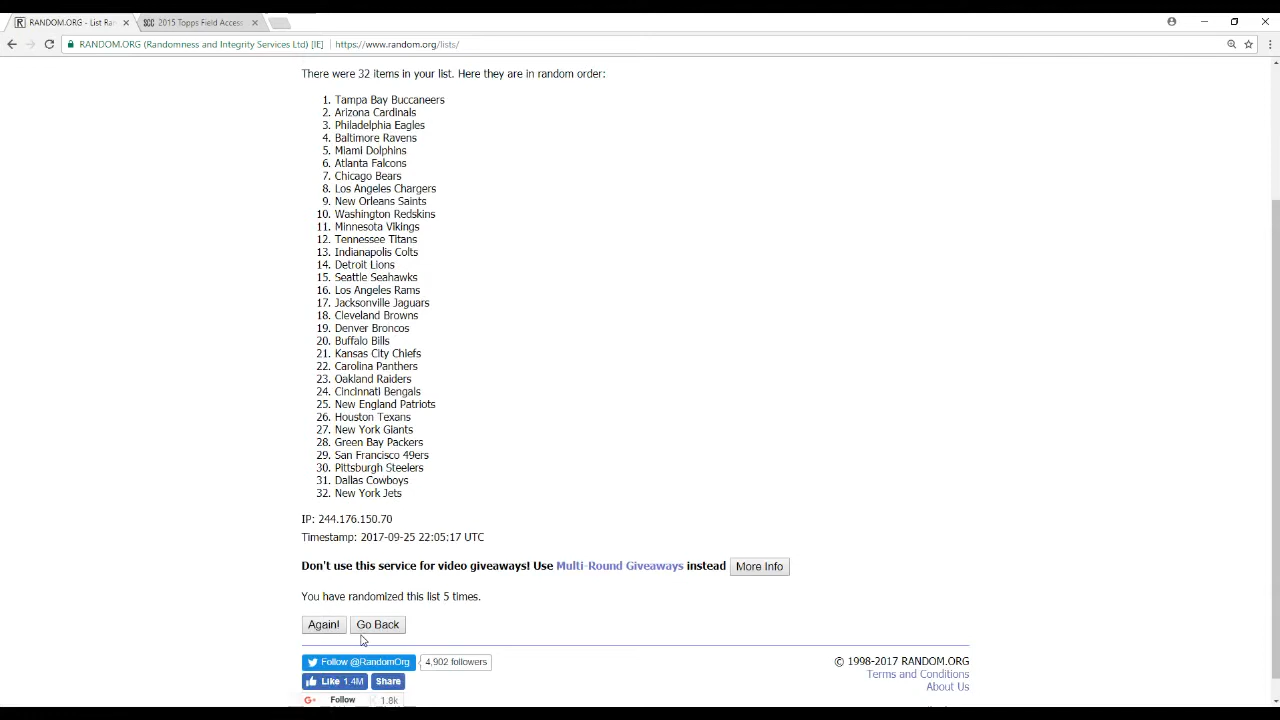 RANDOM.ORG - List Ra
2015 Topps Field Access
RANDOM.ORG (Randomness and Integrity Services Ltd) [IE]
https://www.random.org/lists/
There were 32 items in your list. Here they are in random order:
1. Tampa Bay Buccaneers
2. Arizona Cardinals
3. Philadelphia Eagles
4. Baltimore Ravens
5. Miami Dolphins
6. Atlanta Falcons
7. Chicago Bears
8. Los Angeles Chargers
9. New Orleans Saints
10. Washington Redskins
11. Minnesota Vikings
12. Tennessee Titans
13. Indianapolis Colts
14. Detroit Lions
15. Seattle Seahawks
16. Los Angeles Rams
17. Jacksonville Jaguars
18. Cleveland Browns
19. Denver Broncos
20. Buffalo Bills
21. Kansas City Chiefs
22. Carolina Panthers
23. Oakland Raiders
24. Cincinnati Bengals
25. New England Patriots
26. Houston Texans
27. New York Giants
28. Green Bay Packers
29. San Francisco 49ers
30. Pittsburgh Steelers
31. Dallas Cowboys
32. New York Jets
IP: 244.176.150.70
Timestamp: 2017-09-25 22:05:17 UTC
Don't use this service for video giveaways! Use Multi-Round Giveaways instead More Info
You have randomized this list 5 times.
Again! Go Back
Follow @RandomOrg 4,902 followers
Like 1.4M Share
G+ Follow 1.8k
© 1998-2017 RANDOM.ORG
Terms and Conditions
About Us